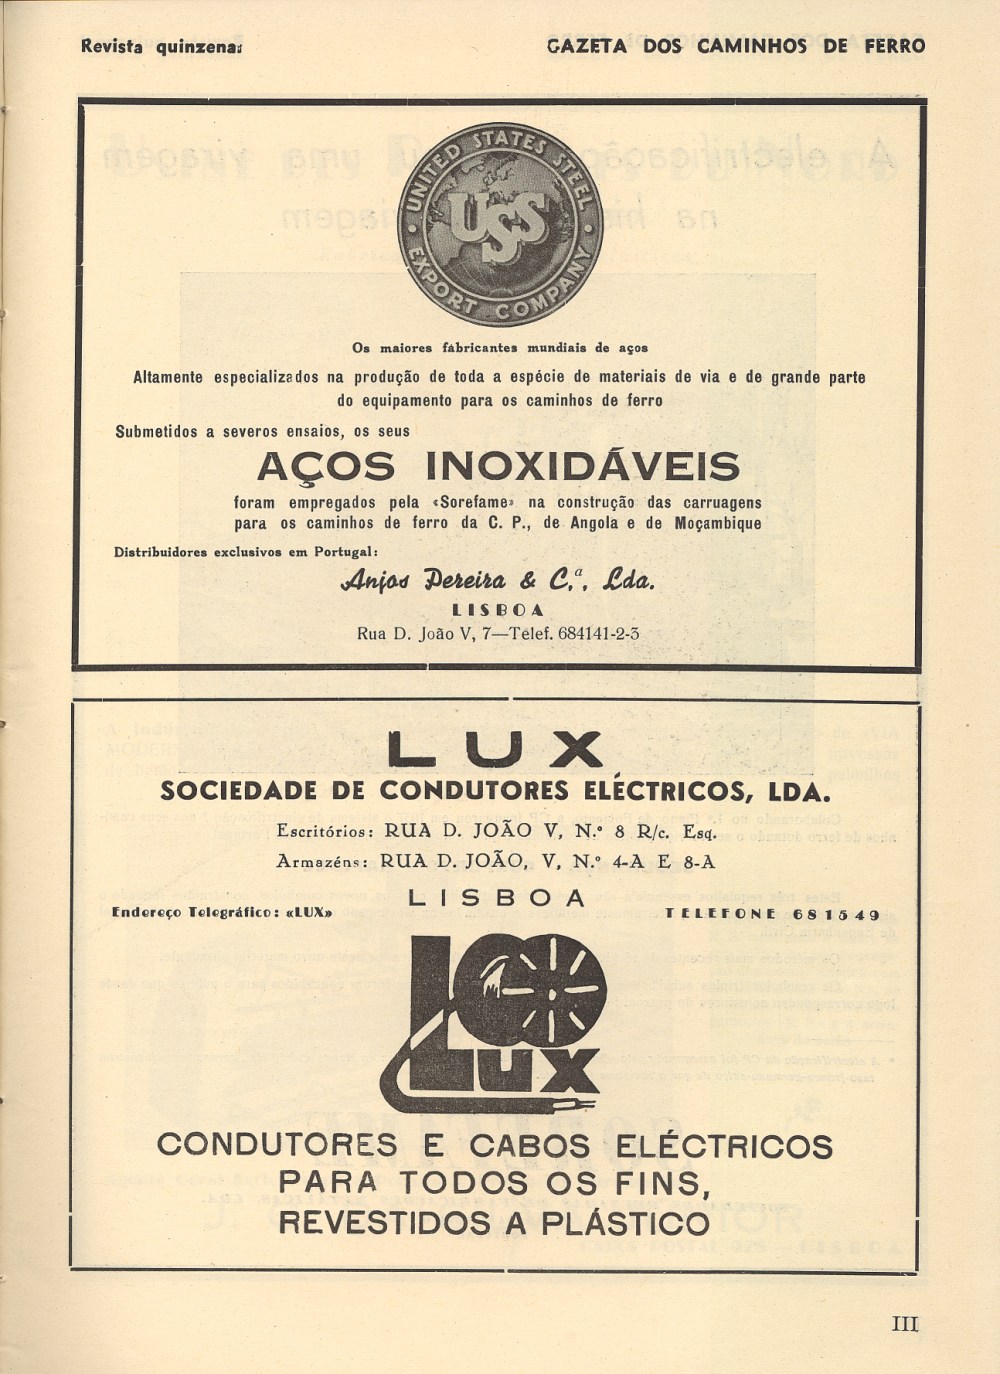 Revista quinzenal
GAZETA DOS CAMINHOS DE FERRO
UNITED STATES STEEL
USS
EXPORT COMPANY
Os maiores fabricantes mundiais de aços
Altamente especializados na produção de toda a espécie de materiais de via e de grande parte
do equipamento para os caminhos de ferro
Submetidos a severos ensaios, os seus
AÇOS INOXIDÁVEIS
foram empregados pela «Sorefame» na construção das carruagens
para os caminhos de ferro da C. P., de Angola e de Moçambique
Distribuidores exclusivos em Portugal:
Anjos Pereira & C.ª, Lda.
LISBOA
Rua D. João V, 7—Telef. 684141-2-3
LUX
SOCIEDADE DE CONDUTORES ELÉCTRICOS, LDA.
Escritórios: RUA D. JOÃO V, N.º 8 R/c. Esq.
Armazéns: RUA D. JOÃO, V, N.º 4-A E 8-A
LISBOA
Endereço Telegráfico: «LUX»
TELEFONE 681549
LUX
CONDUTORES E CABOS ELÉCTRICOS
PARA TODOS OS FINS,
REVESTIDOS A PLÁSTICO
III